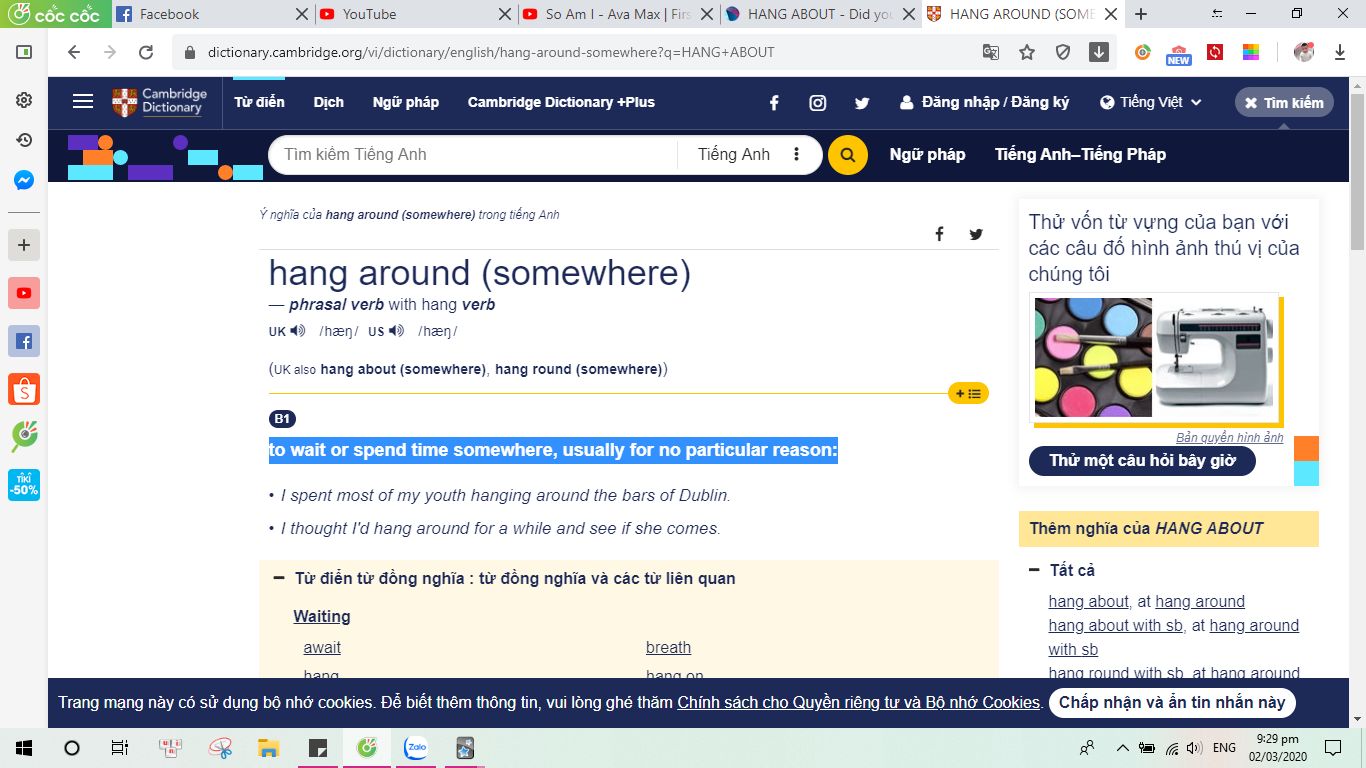 cốc cốc
Facebook
YouTube
So Am I - Ava Max | Firs
HANG ABOUT - Did you
HANG AROUND (SOME
dictionary.cambridge.org/vi/dictionary/english/hang-around-somewhere?q=HANG+ABOUT
NEW
Cambridge
Dictionary
Từ điển
Dịch
Ngữ pháp
Cambridge Dictionary +Plus
Đăng nhập / Đăng ký
Tiếng Việt
Tìm kiếm
Tìm kiếm Tiếng Anh
Tiếng Anh
Ngữ pháp
Tiếng Anh–Tiếng Pháp
Ý nghĩa của hang around (somewhere) trong tiếng Anh
hang around (somewhere)
— phrasal verb with hang verb
UK /hæŋ/ US /hæŋ/
(UK also hang about (somewhere), hang round (somewhere))
B1
to wait or spend time somewhere, usually for no particular reason:
• I spent most of my youth hanging around the bars of Dublin.
• I thought I'd hang around for a while and see if she comes.
Từ điển từ đồng nghĩa : từ đồng nghĩa và các từ liên quan
Waiting
await
breath
hang
hang on
Thử vốn từ vựng của bạn với
các câu đố hình ảnh thú vị của
chúng tôi
Bản quyền hình ảnh
Thử một câu hỏi bây giờ
Thêm nghĩa của HANG ABOUT
Tất cả
hang about, at hang around
hang about with sb, at hang around
with sb
hang round with sb, at hang around
TIKI
-50%
Trang mạng này có sử dụng bộ nhớ cookies. Để biết thêm thông tin, vui lòng ghé thăm Chính sách cho Quyền riêng tư và Bộ nhớ Cookies.
Chấp nhận và ẩn tin nhắn này
Zalo
ENG
9:29 pm
02/03/2020